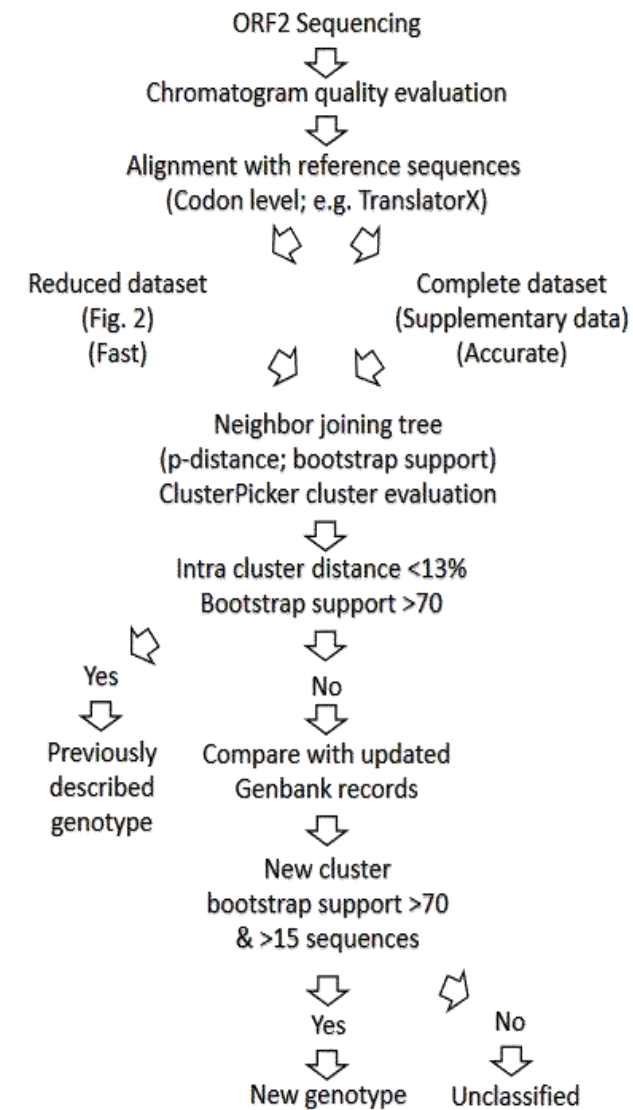 ORF2 Sequencing
Chromatogram quality evaluation
Alignment with reference sequences
(Codon level; e.g. TranslatorX)
Reduced dataset
(Fig. 2)
(Fast)
Complete dataset
(Supplementary data)
(Accurate)
Neighbor joining tree
(p-distance; bootstrap support)
ClusterPicker cluster evaluation
Intra cluster distance <13%
Bootstrap support >70
Yes
Previously
described
genotype
No
Compare with updated
Genbank records
New cluster
bootstrap support >70
& >15 sequences
Yes
New genotype
No
Unclassified